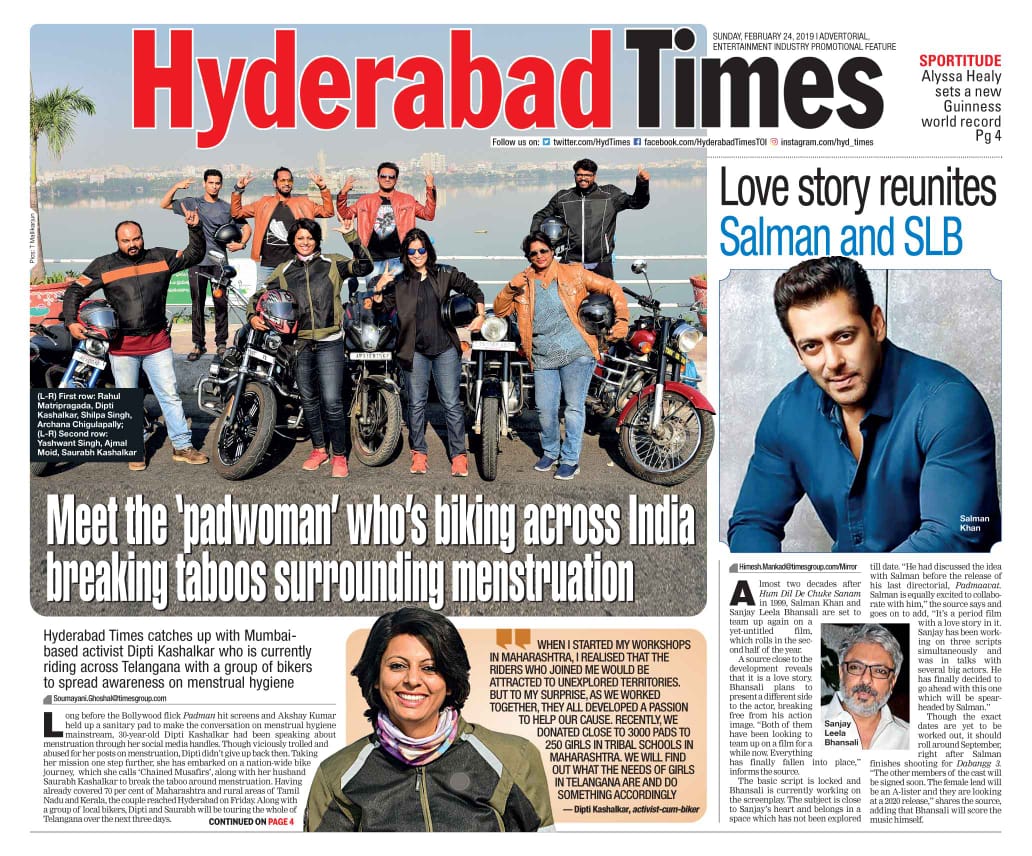 Hyderabad Times
SUNDAY, FEBRUARY 24, 2019 I ADVERTORIAL,
ENTERTAINMENT INDUSTRY PROMOTIONAL FEATURE
SPORTITUDE
Alyssa Healy
sets a new
Guinness
world record
Pg 4
Follow us on: twitter.com/HydTimes facebook.com/HyderabadTimesTOI instagram.com/hyd_times
Pics: T Mallikarjun
(L-R) First row: Rahul
Matripragada, Dipti
Kashalkar, Shilpa Singh,
Archana Chigulapally;
(L-R) Second row:
Yashwant Singh, Ajmal
Moid, Saurabh Kashalkar
Meet the ‘padwoman’ who’s biking across India
breaking taboos surrounding menstruation
Hyderabad Times catches up with Mumbai-
based activist Dipti Kashalkar who is currently
riding across Telangana with a group of bikers
to spread awareness on menstrual hygiene
Soumayani.Ghoshal@timesgroup.com
Long before the Bollywood flick Padman hit screens and Akshay Kumar
held up a sanitary pad to make the conversation on menstrual hygiene
mainstream, 30-year-old Dipti Kashalkar had been speaking about
menstruation through her social media handles. Though viciously trolled and
abused for her posts on menstruation, Dipti didn't give up back then. Taking
her mission one step further, she has embarked on a nation-wide bike
journey, which she calls ‘Chained Musafirs’, along with her husband
Saurabh Kashalkar to break the taboo around menstruation. Having
already covered 70 per cent of Maharashtra and rural areas of Tamil
Nadu and Kerala, the couple reached Hyderabad on Friday. Along with
a group of local bikers, Dipti and Saurabh will be touring the whole of
Telangana over the next three days.
CONTINUED ON PAGE 4
WHEN I STARTED MY WORKSHOPS
IN MAHARASHTRA, I REALISED THAT THE
RIDERS WHO JOINED ME WOULD BE
ATTRACTED TO UNEXPLORED TERRITORIES.
BUT TO MY SURPRISE, AS WE WORKED
TOGETHER, THEY ALL DEVELOPED A PASSION
TO HELP OUR CAUSE. RECENTLY, WE
DONATED CLOSE TO 3000 PADS TO
250 GIRLS IN TRIBAL SCHOOLS IN
MAHARASHTRA. WE WILL FIND
OUT WHAT THE NEEDS OF GIRLS
IN TELANGANA ARE AND DO
SOMETHING ACCORDINGLY
— Dipti Kashalkar, activist-cum-biker
Love story reunites
Salman and SLB
Salman
Khan
Himesh.Mankad@timesgroup.com/Mirror
Almost two decades after
Hum Dil De Chuke Sanam
in 1999, Salman Khan and
Sanjay Leela Bhansali are set to
team up again on a
yet-untitled film,
which rolls in the sec-
ond half of the year.
A source close to the
development reveals
that it is a love story.
Bhansali plans to
present a different side
to the actor, breaking
free from his action
image. “Both of them
have been looking to
team up on a film for a
while now. Everything
has finally fallen into place,”
informs the source.
The basic script is locked and
Bhansali is currently working on
the screenplay. The subject is close
to Sanjay’s heart and belongs in a
space which has not been explored
till date. “He had discussed the idea
with Salman before the release of
his last directorial, Padmaavat.
Salman is equally excited to collabo-
rate with him,” the source says and
goes on to add, “It’s a period film
with a love story in it.
Sanjay has been work-
ing on three scripts
simultaneously and
was in talks with
several big actors. He
has finally decided to
go ahead with this one
which will be spear-
headed by Salman.”
Though the exact
dates are yet to be
worked out, it should
roll around September,
right after Salman
finishes shooting for Dabangg 3.
“The other members of the cast will
be signed soon. The female lead will
be an A-lister and they are looking
at a 2020 release,” shares the source,
adding that Bhansali will score the
music himself.
Sanjay
Leela
Bhansali